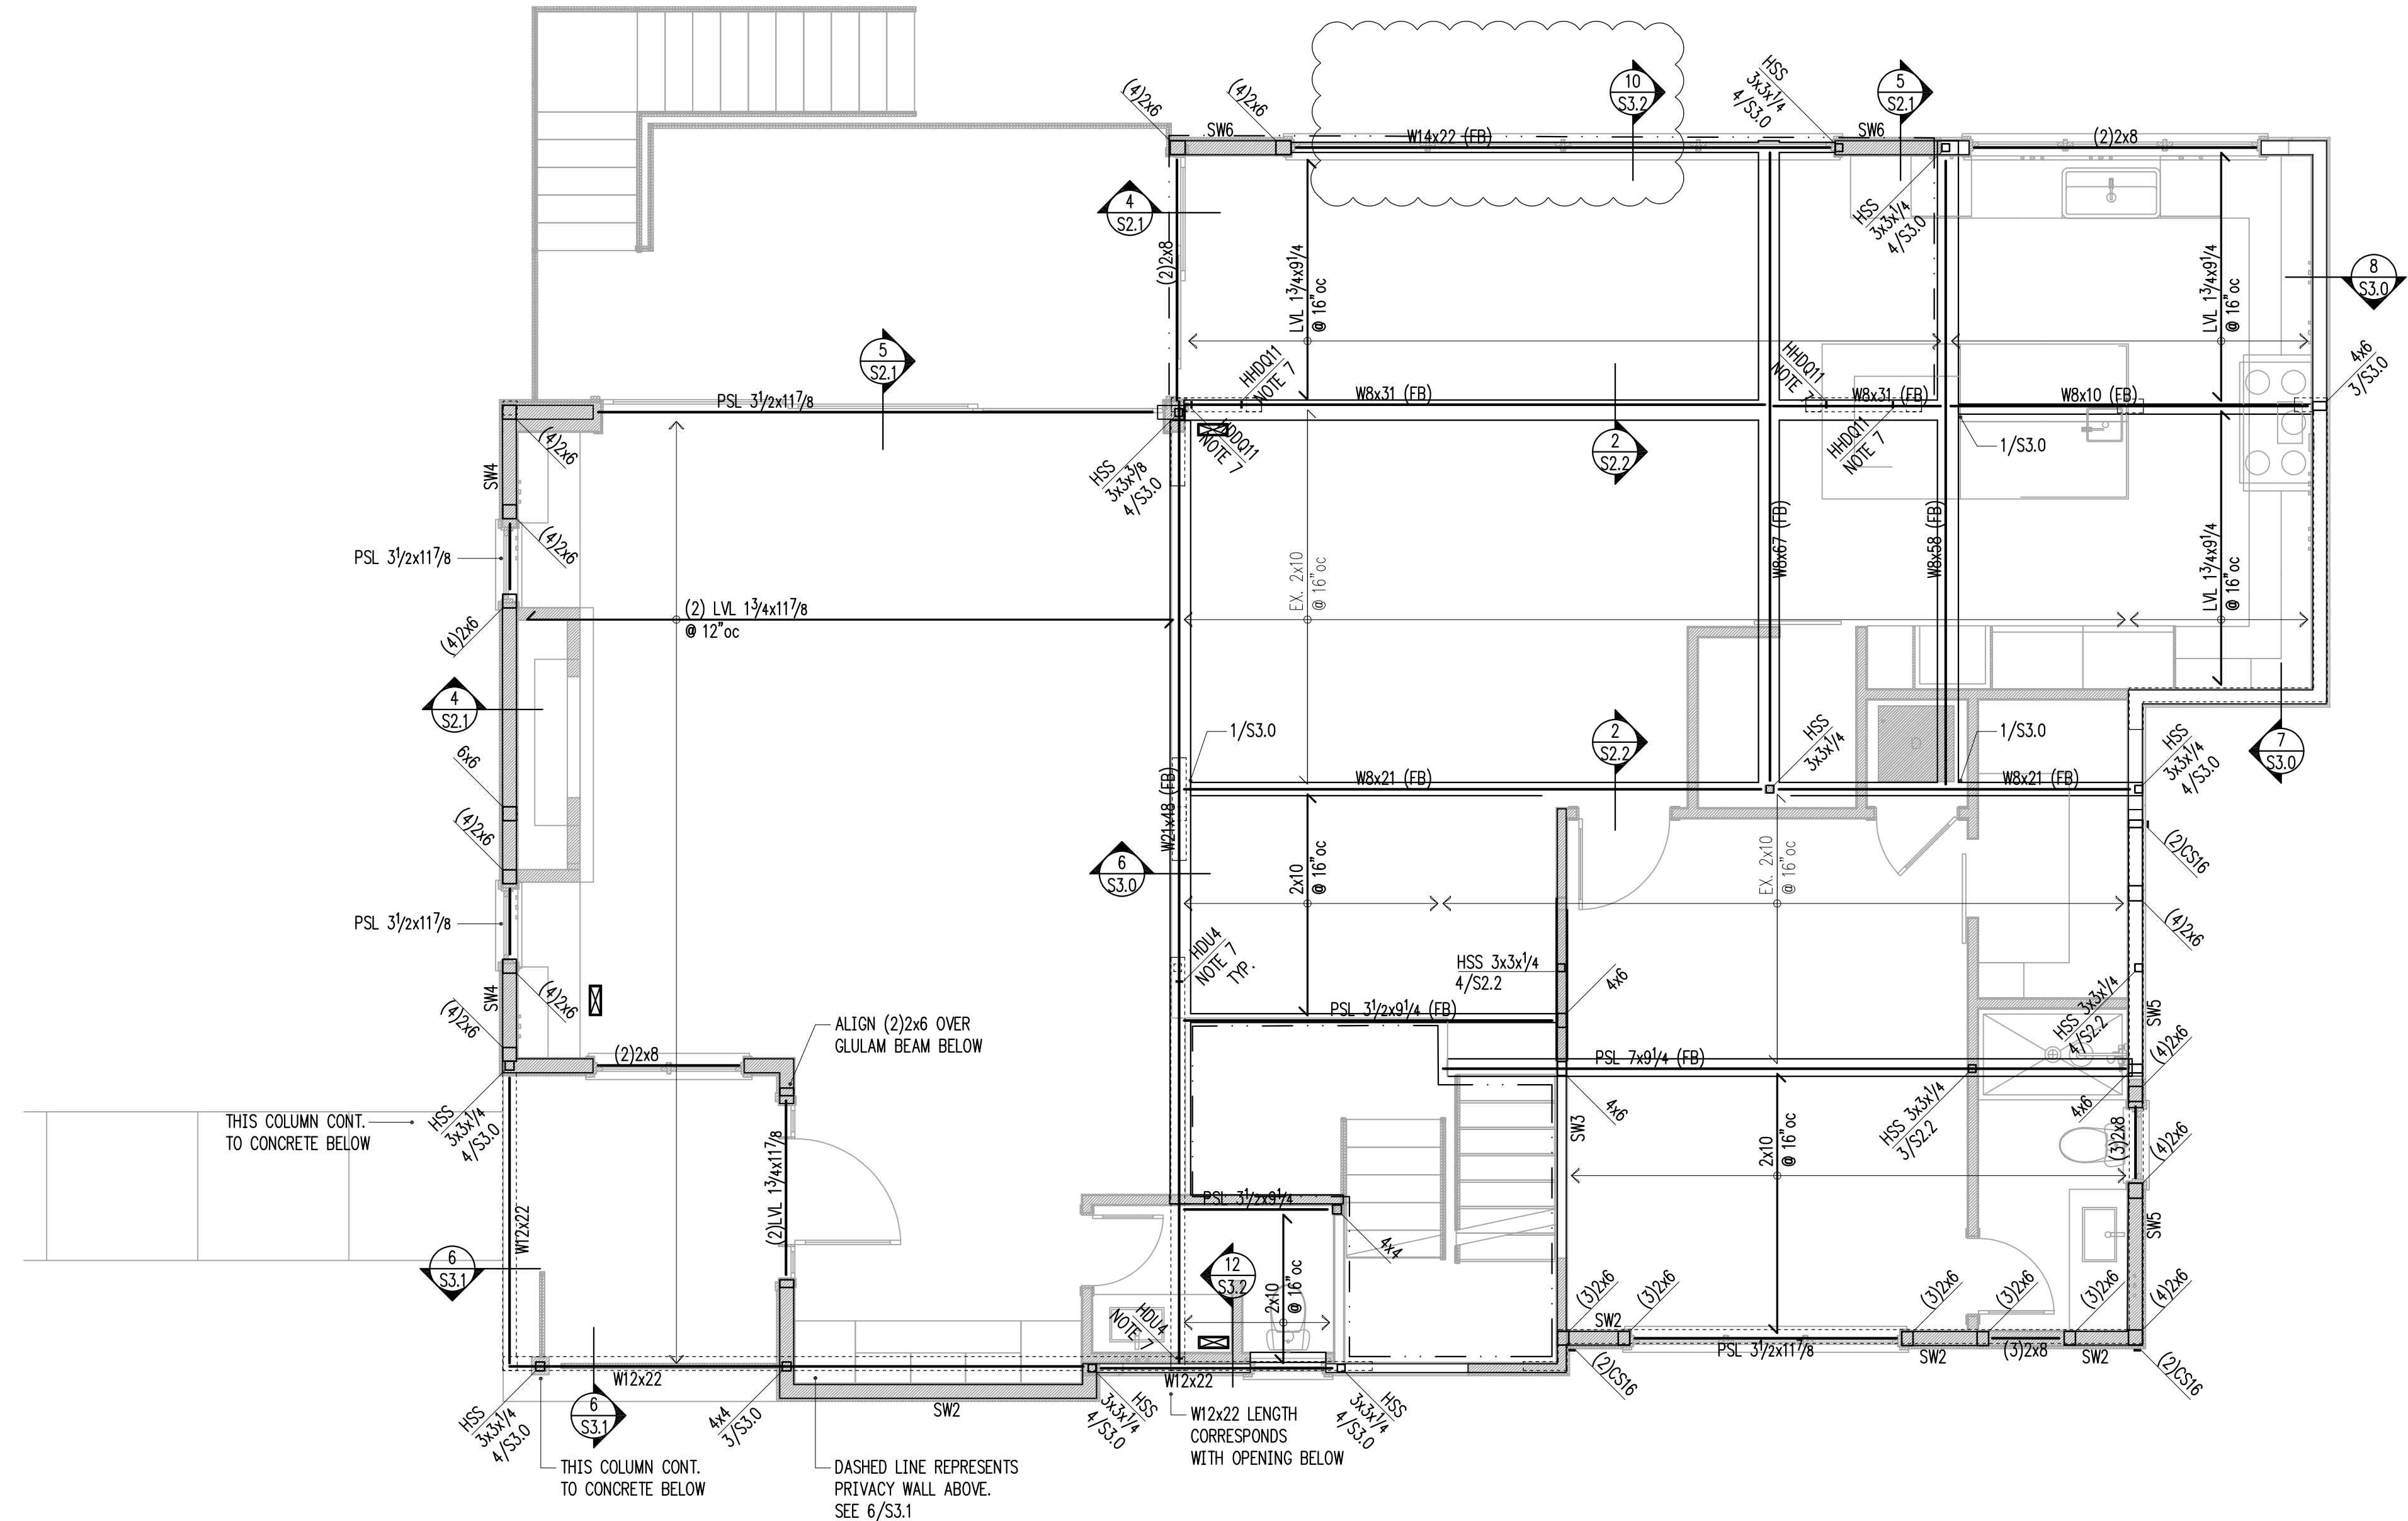 10
S3.2
5
S2.1
HSS
3x3x1/4
4/S3.0
(4)2x6
(4)2x6
SW6
W14x22 (FB)
SW6
(2)2x8
4
S2.1
(2)2x8
LVL 1 3/4x9 1/4
@ 16"oc
HSS
3x3x1/4
4/S3.0
LVL 1 3/4x9 1/4
@ 16"oc
8
S3.0
5
S2.1
4x6
3/S3.0
HHDQ11
NOTE 7
HHDQ11
NOTE 7
PSL 3 1/2x11 7/8
W8x31 (FB)
W8x31 (FB)
W8x10 (FB)
(4)2x6
SW4
HSS
3x3x3/8
4/S3.0
HDDQ11
NOTE 7
2
S2.2
HHDQ11
NOTE 7
1/S3.0
(4)2x6
PSL 3 1/2x11 7/8
EX. 2x10
@ 16"oc
W8x67 (FB)
W8x58 (FB)
LVL 1 3/4x9 1/4
@ 16"oc
(2) LVL 1 3/4x11 7/8
@ 12"oc
(4)2x6
4
S2.1
1/S3.0
2
S2.2
HSS
3x3x1/4
1/S3.0
D
HSS
3x3x1/4
4/S3.0
7
S3.0
6x6
W21x48 (FB)
W8x21 (FB)
W8x21 (FB)
(4)2x6
6
S3.0
2x10
@ 16"oc
EX. 2x10
@ 16"oc
(2)CS16
PSL 3 1/2x11 7/8
(4)2x6
HDU4
NOTE 7
TYP.
HSS 3x3x1/4
4/S2.2
4x6
SW4
(4)2x6
(4)2x6
PSL 3 1/2x9 1/4 (FB)
HSS 3x3x1/4
4/S2.2
SW5
ALIGN (2)2x6 OVER
GLULAM BEAM BELOW
(2)2x8
PSL 7x9 1/4 (FB)
(4)2x6
THIS COLUMN CONT.
TO CONCRETE BELOW
HSS
3x3x1/4
4/S3.0
4x6
SW3
2x10
@ 16"oc
HSS 3x3x1/4
3/S2.2
4x6
(3)2x8
(4)2x6
(2)LVL 1 3/4x11 7/8
PSL 3 1/2x9 1/4
W12x22
4x4
SW5
6
S3.1
12
S3.2
2x10
@ 16"oc
HDU4
NOTE 7
(3)2x6
SW2
(3)2x6
(3)2x6
(3)2x6
(3)2x6
(4)2x6
PSL 3 1/2x11 7/8
SW2
(3)2x8
SW2
W12x22
W12x22
(2)CS16
(2)CS16
HSS
3x3x1/4
4/S3.0
6
S3.1
4x4
3/S3.0
SW2
HSS
3x3x1/4
4/S3.0
W12x22 LENGTH
CORRESPONDS
WITH OPENING BELOW
HSS
3x3x1/4
4/S3.0
THIS COLUMN CONT.
TO CONCRETE BELOW
DASHED LINE REPRESENTS
PRIVACY WALL ABOVE.
SEE 6/S3.1